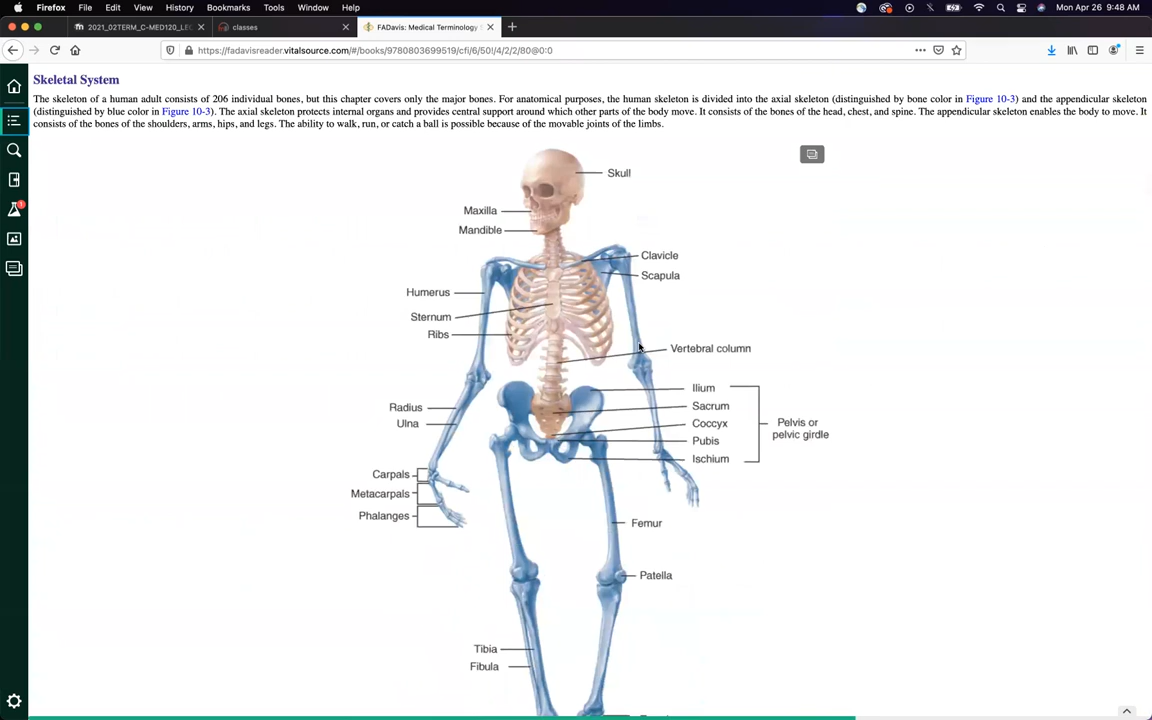 Firefox File Edit View History Bookmarks Tools Window Help Mon Apr 26 9:48 AM
2021_02TERM_C-MED120_LEC classes FADavis: Medical Terminology
https://fadavisreader.vitalsource.com/#/books/9780803699519/cfi/6/50!/4/2/2/80@0:0
Skeletal System
The skeleton of a human adult consists of 206 individual bones, but this chapter covers only the major bones. For anatomical purposes, the human skeleton is divided into the axial skeleton (distinguished by bone color in Figure 10-3) and the appendicular skeleton
(distinguished by blue color in Figure 10-3). The axial skeleton protects internal organs and provides central support around which other parts of the body move. It consists of the bones of the head, chest, and spine. The appendicular skeleton enables the body to move. It
consists of the bones of the shoulders, arms, hips, and legs. The ability to walk, run, or catch a ball is possible because of the movable joints of the limbs.
Skull
Maxilla
Mandible
Clavicle
Scapula
Humerus
Sternum
Ribs
Vertebral column
Ilium
Radius
Sacrum
Ulna
Coccyx
Pelvis or
pelvic girdle
Pubis
Ischium
Carpals
Metacarpals
Phalanges
Femur
Patella
Tibia
Fibula